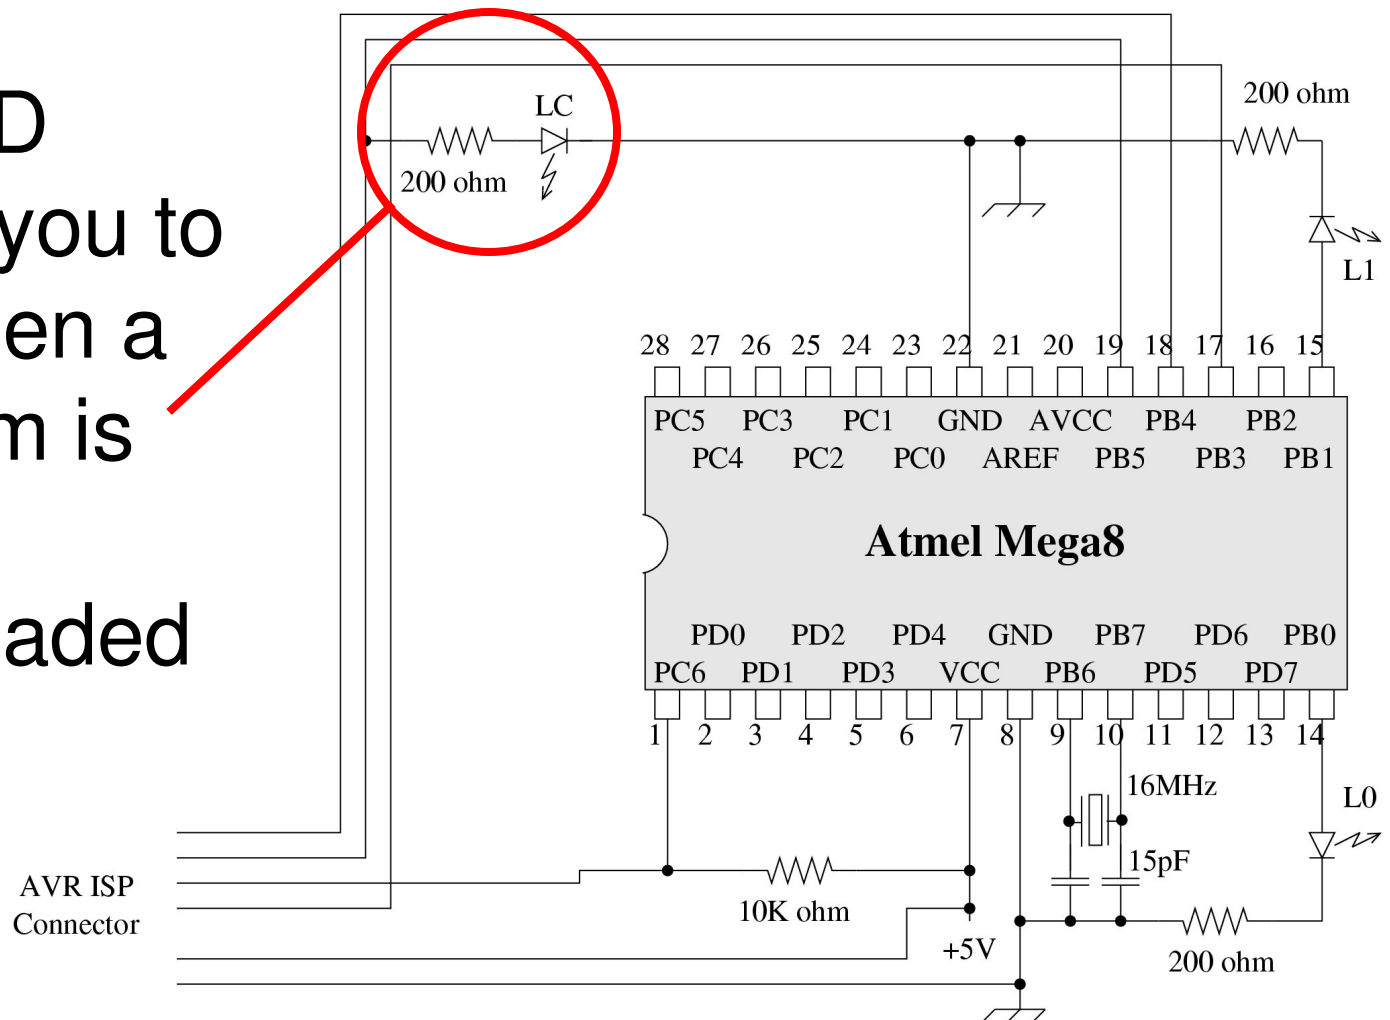 D
you to
en a
m is
aded
LC
200 ohm
200 ohm
L1
28 27 26 25 24 23 22 21 20 19 18 17 16 15
PC5 PC3 PC1 GND AVCC PB4 PB2
PC4 PC2 PC0 AREF PB5 PB3 PB1
Atmel Mega8
PD0 PD2 PD4 GND PB7 PD6 PB0
PC6 PD1 PD3 VCC PB6 PD5 PD7
1 2 3 4 5 6 7 8 9 10 11 12 13 14
16MHz
L0
15pF
AVR ISP
Connector
10K ohm
+5V
200 ohm